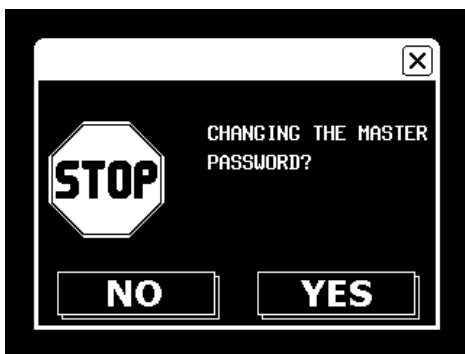 CHANGING THE MASTER
PASSWORD?
STOP
NO
YES